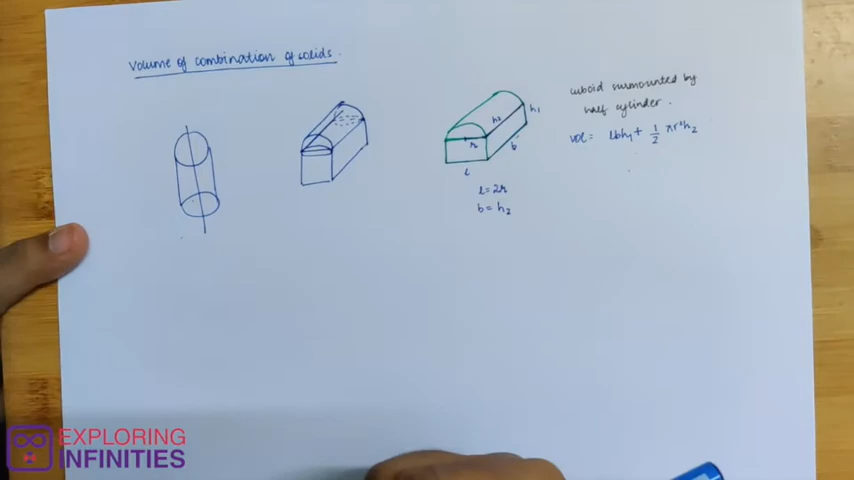 volume of combination of solids.
cuboid surmounted by
half cylinder.
vol = lbh₁ + 1/2 πr²h₂
h₁
h₂
r
b
l
l = 2r
b = h₂
EXPLORING
INFINITIES